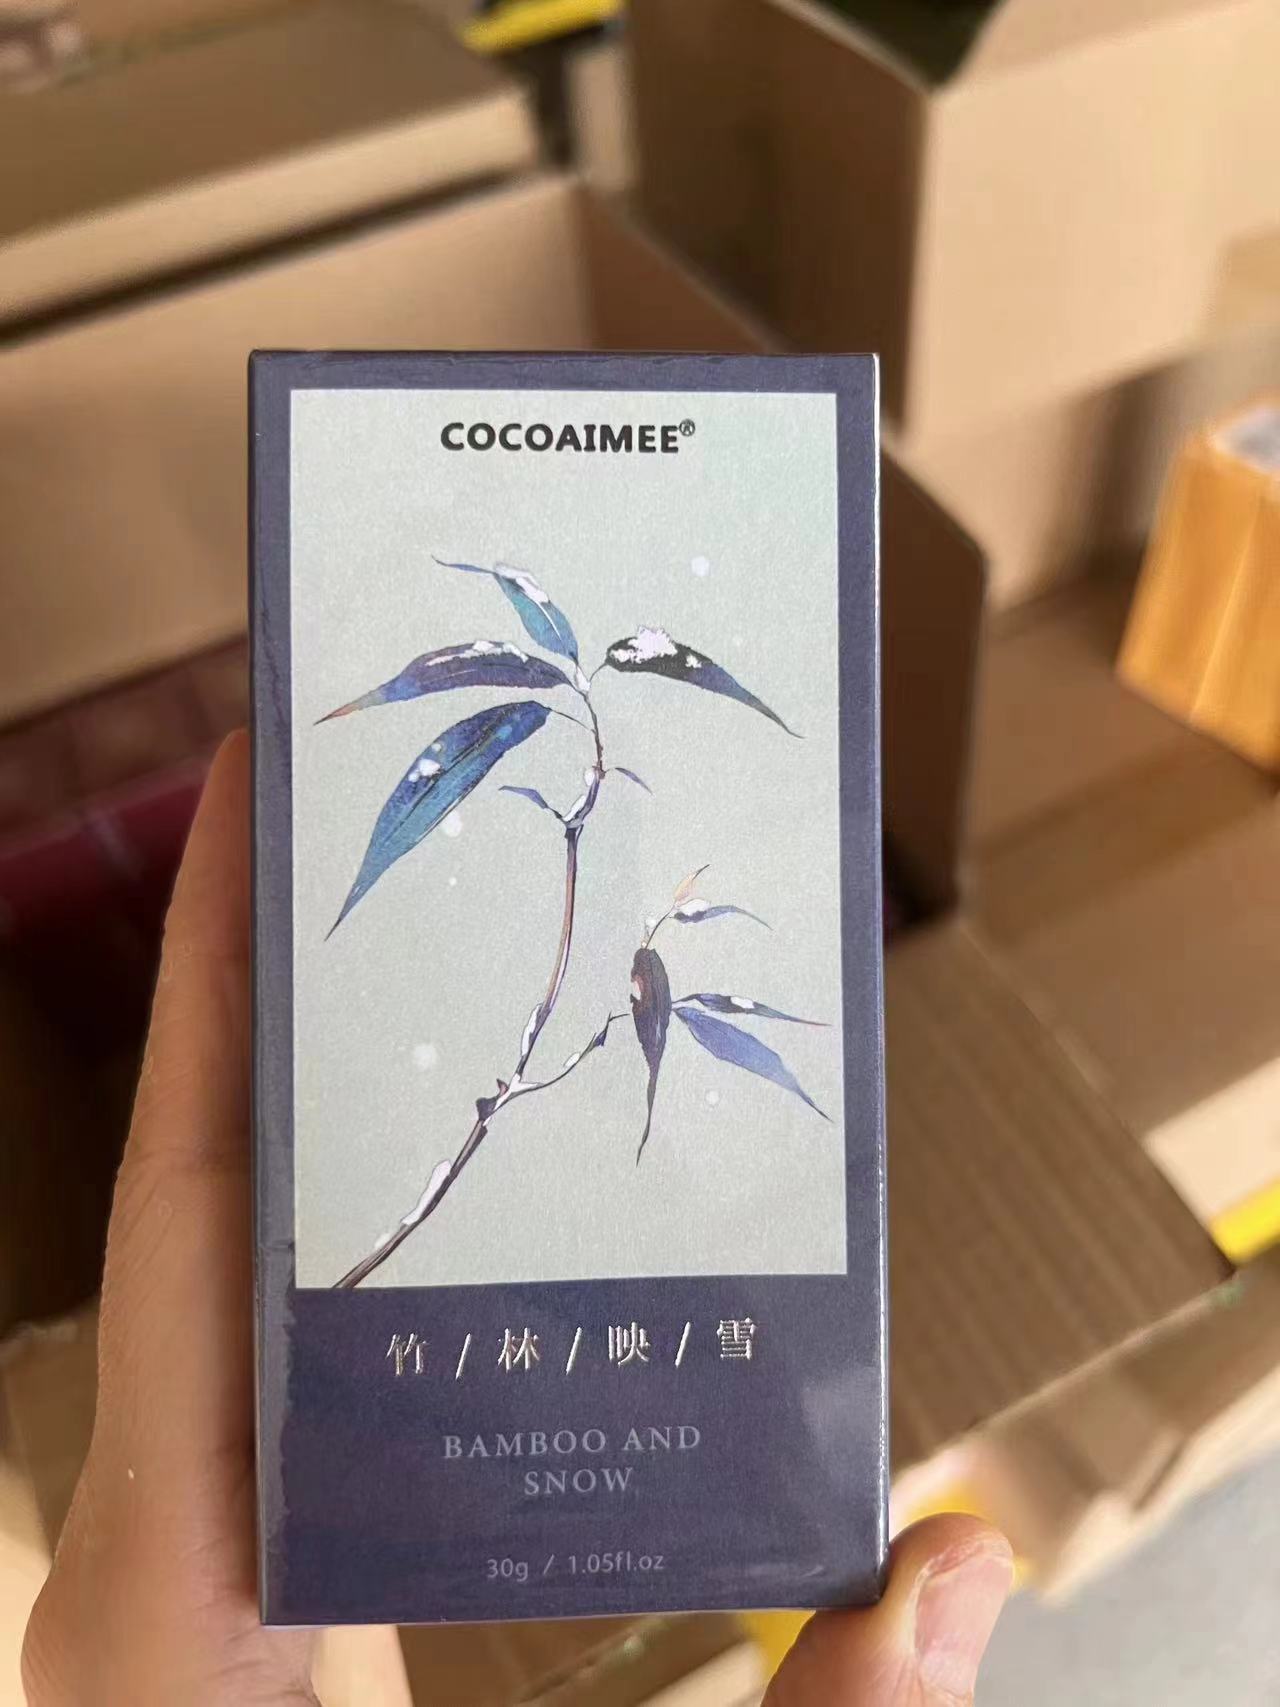 COCOAIMEE®
竹/林/映/雪
BAMBOO AND
SNOW
30g / 1.05fl.oz